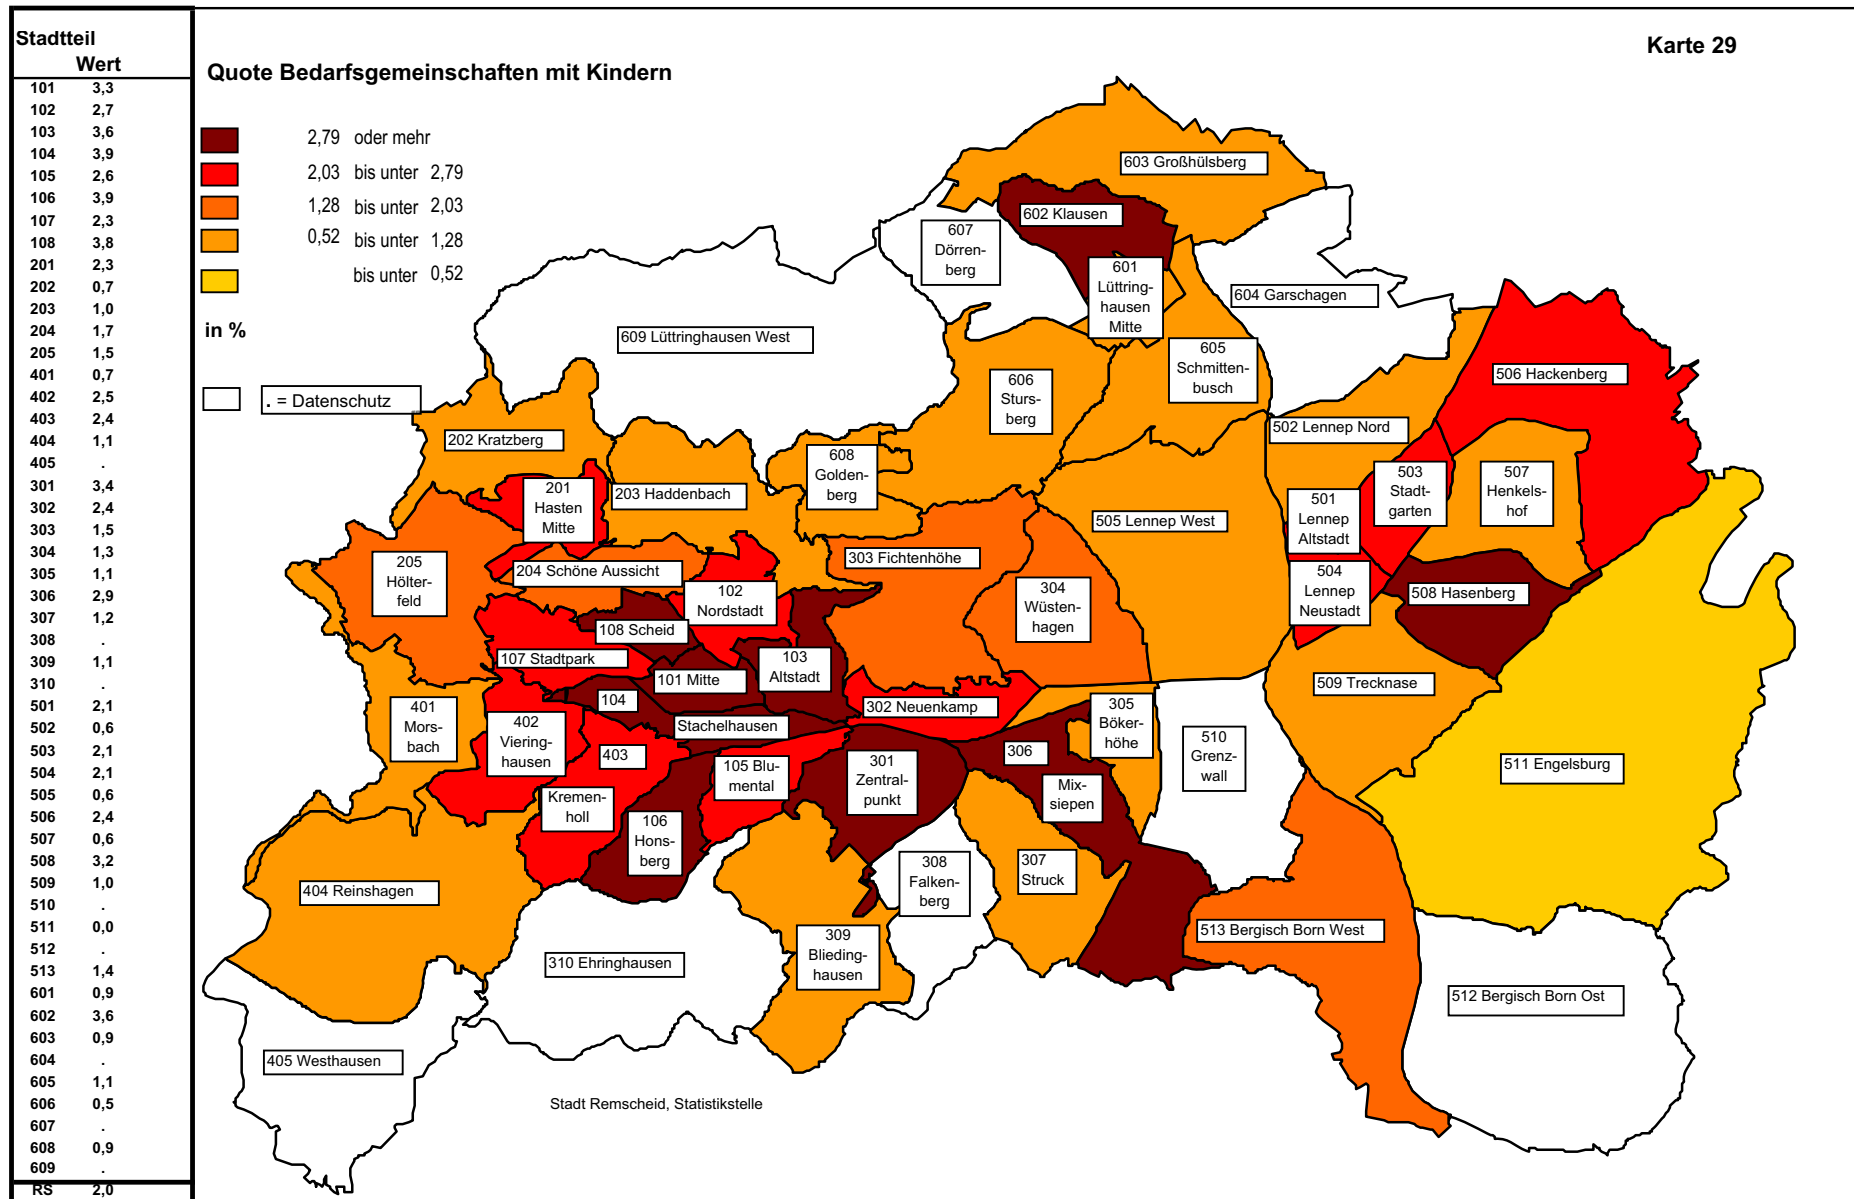 Stadtteil
Wert
101 3,3
102 2,7
103 3,6
104 3,9
105 2,6
106 3,9
107 2,3
108 3,8
201 2,3
202 0,7
203 1,0
204 1,7
205 1,5
401 0,7
402 2,5
403 2,4
404 1,1
405 .
301 3,4
302 2,4
303 1,5
304 1,3
305 1,1
306 2,9
307 1,2
308 .
309 1,1
310 .
501 2,1
502 0,6
503 2,1
504 2,1
505 0,6
506 2,4
507 0,6
508 3,2
509 1,0
510 .
511 0,0
512 .
513 1,4
601 0,9
602 3,6
603 0,9
604 .
605 1,1
606 0,5
607 .
608 0,9
609 .
RS 2,0
Karte 29
Quote Bedarfsgemeinschaften mit Kindern
2,79 oder mehr
2,03 bis unter 2,79
1,28 bis unter 2,03
0,52 bis unter 1,28
bis unter 0,52
in %
. = Datenschutz
603 Großhülsberg
602 Klausen
607
Dörren-
berg
601
Lüttring-
hausen
Mitte
604 Garschagen
609 Lüttringhausen West
605
Schmitten-
busch
606
Sturs-
berg
506 Hackenberg
502 Lennep Nord
202 Kratzberg
608
Golden-
berg
503
Stadt-
garten
507
Henkels-
hof
201
Hasten
Mitte
203 Haddenbach
501
Lennep
Altstadt
505 Lennep West
205
Hölter-
feld
204 Schöne Aussicht
303 Fichtenhöhe
102
Nordstadt
304
Wüsten-
hagen
504
Lennep
Neustadt
508 Hasenberg
108 Scheid
107 Stadtpark
101 Mitte
103
Altstadt
509 Trecknase
104
Stachelhausen
302 Neuenkamp
305
Böker-
höhe
401
Mors-
bach
402
Viering-
hausen
403
Kremen-
holl
105 Blu-
mental
301
Zentral-
punkt
306
Mix-
siepen
510
Grenz-
wall
511 Engelsburg
106
Hons-
berg
404 Reinshagen
308
Falken-
berg
307
Struck
309
Blieding-
hausen
513 Bergisch Born West
310 Ehringhausen
512 Bergisch Born Ost
405 Westhausen
Stadt Remscheid, Statistikstelle